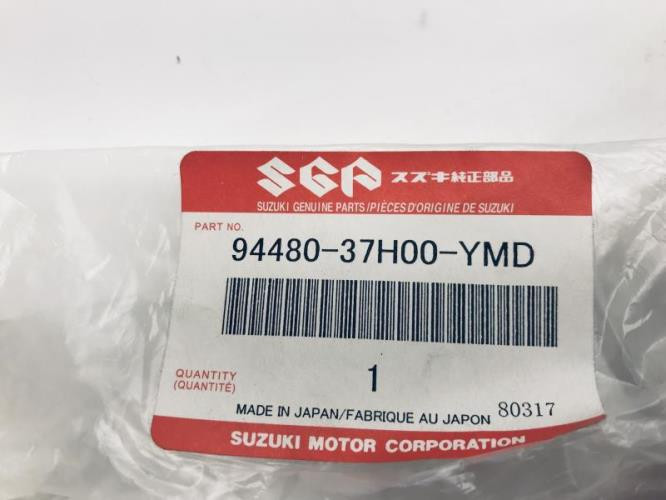 SGP スズキ純正部品
SUZUKI GENUINE PARTS/PIÈCES D'ORIGINE DE SUZUKI
PART NO.
94480-37H00-YMD
QUANTITY
(QUANTITÉ)
1
MADE IN JAPAN/FABRIQUE AU JAPON 80317
SUZUKI MOTOR CORPORATION